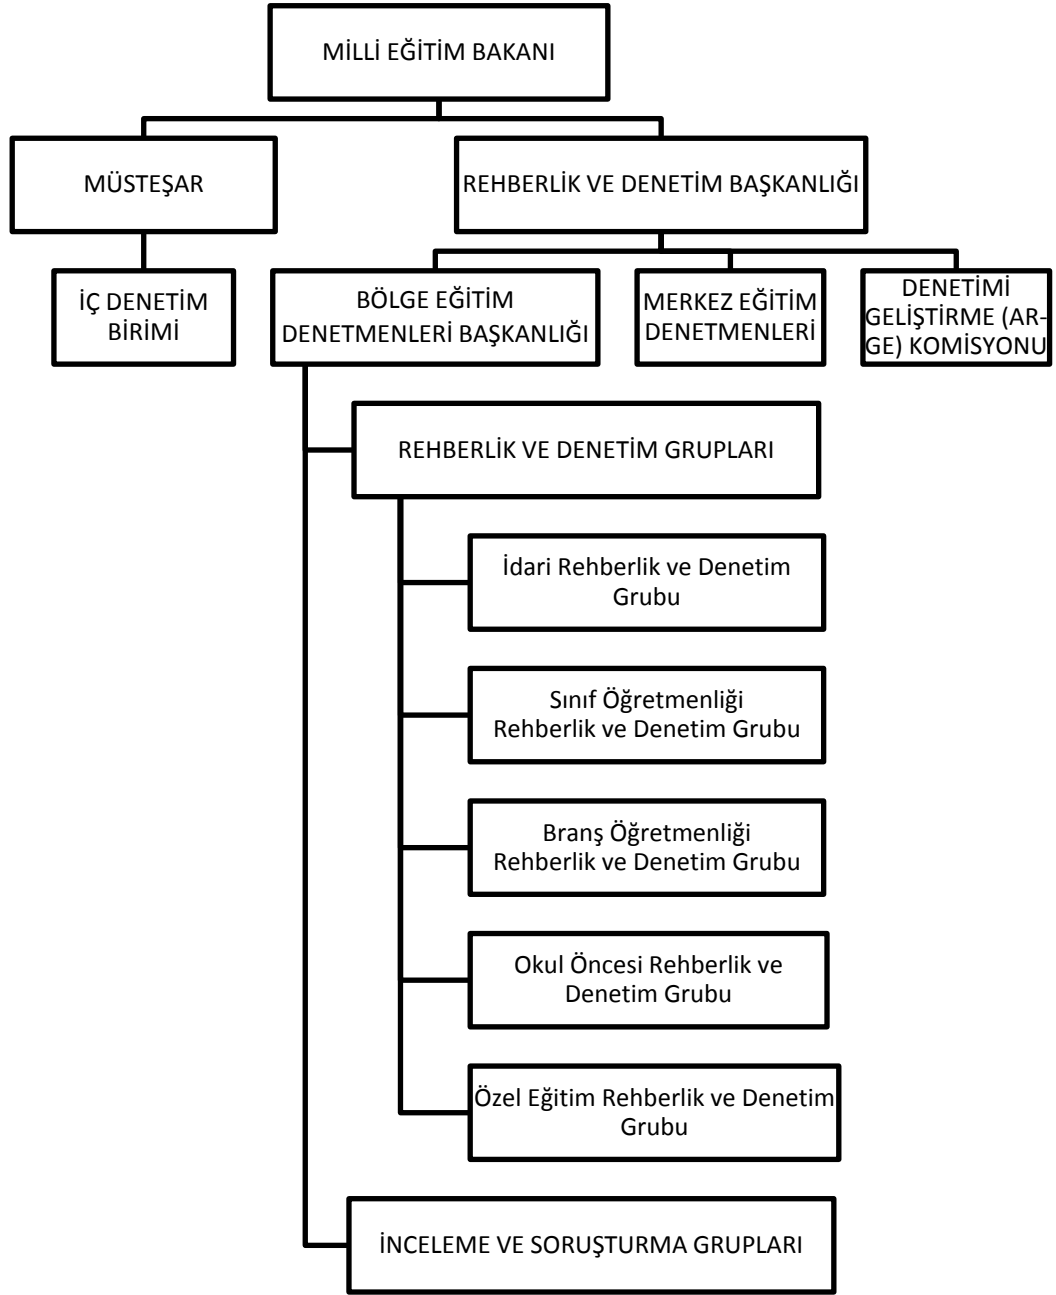 MİLLİ EĞİTİM BAKANI
MÜSTEŞAR
REHBERLİK VE DENETİM BAŞKANLIĞI
İÇ DENETİM
BİRİMİ
BÖLGE EĞİTİM
DENETMENLERİ BAŞKANLIĞI
MERKEZ EĞİTİM
DENETMENLERİ
DENETİMİ
GELİŞTİRME (AR-
GE) KOMİSYONU
REHBERLİK VE DENETİM GRUPLARI
İdari Rehberlik ve Denetim
Grubu
Sınıf Öğretmenliği
Rehberlik ve Denetim Grubu
Branş Öğretmenliği
Rehberlik ve Denetim Grubu
Okul Öncesi Rehberlik ve
Denetim Grubu
Özel Eğitim Rehberlik ve Denetim
Grubu
İNCELEME VE SORUŞTURMA GRUPLARI